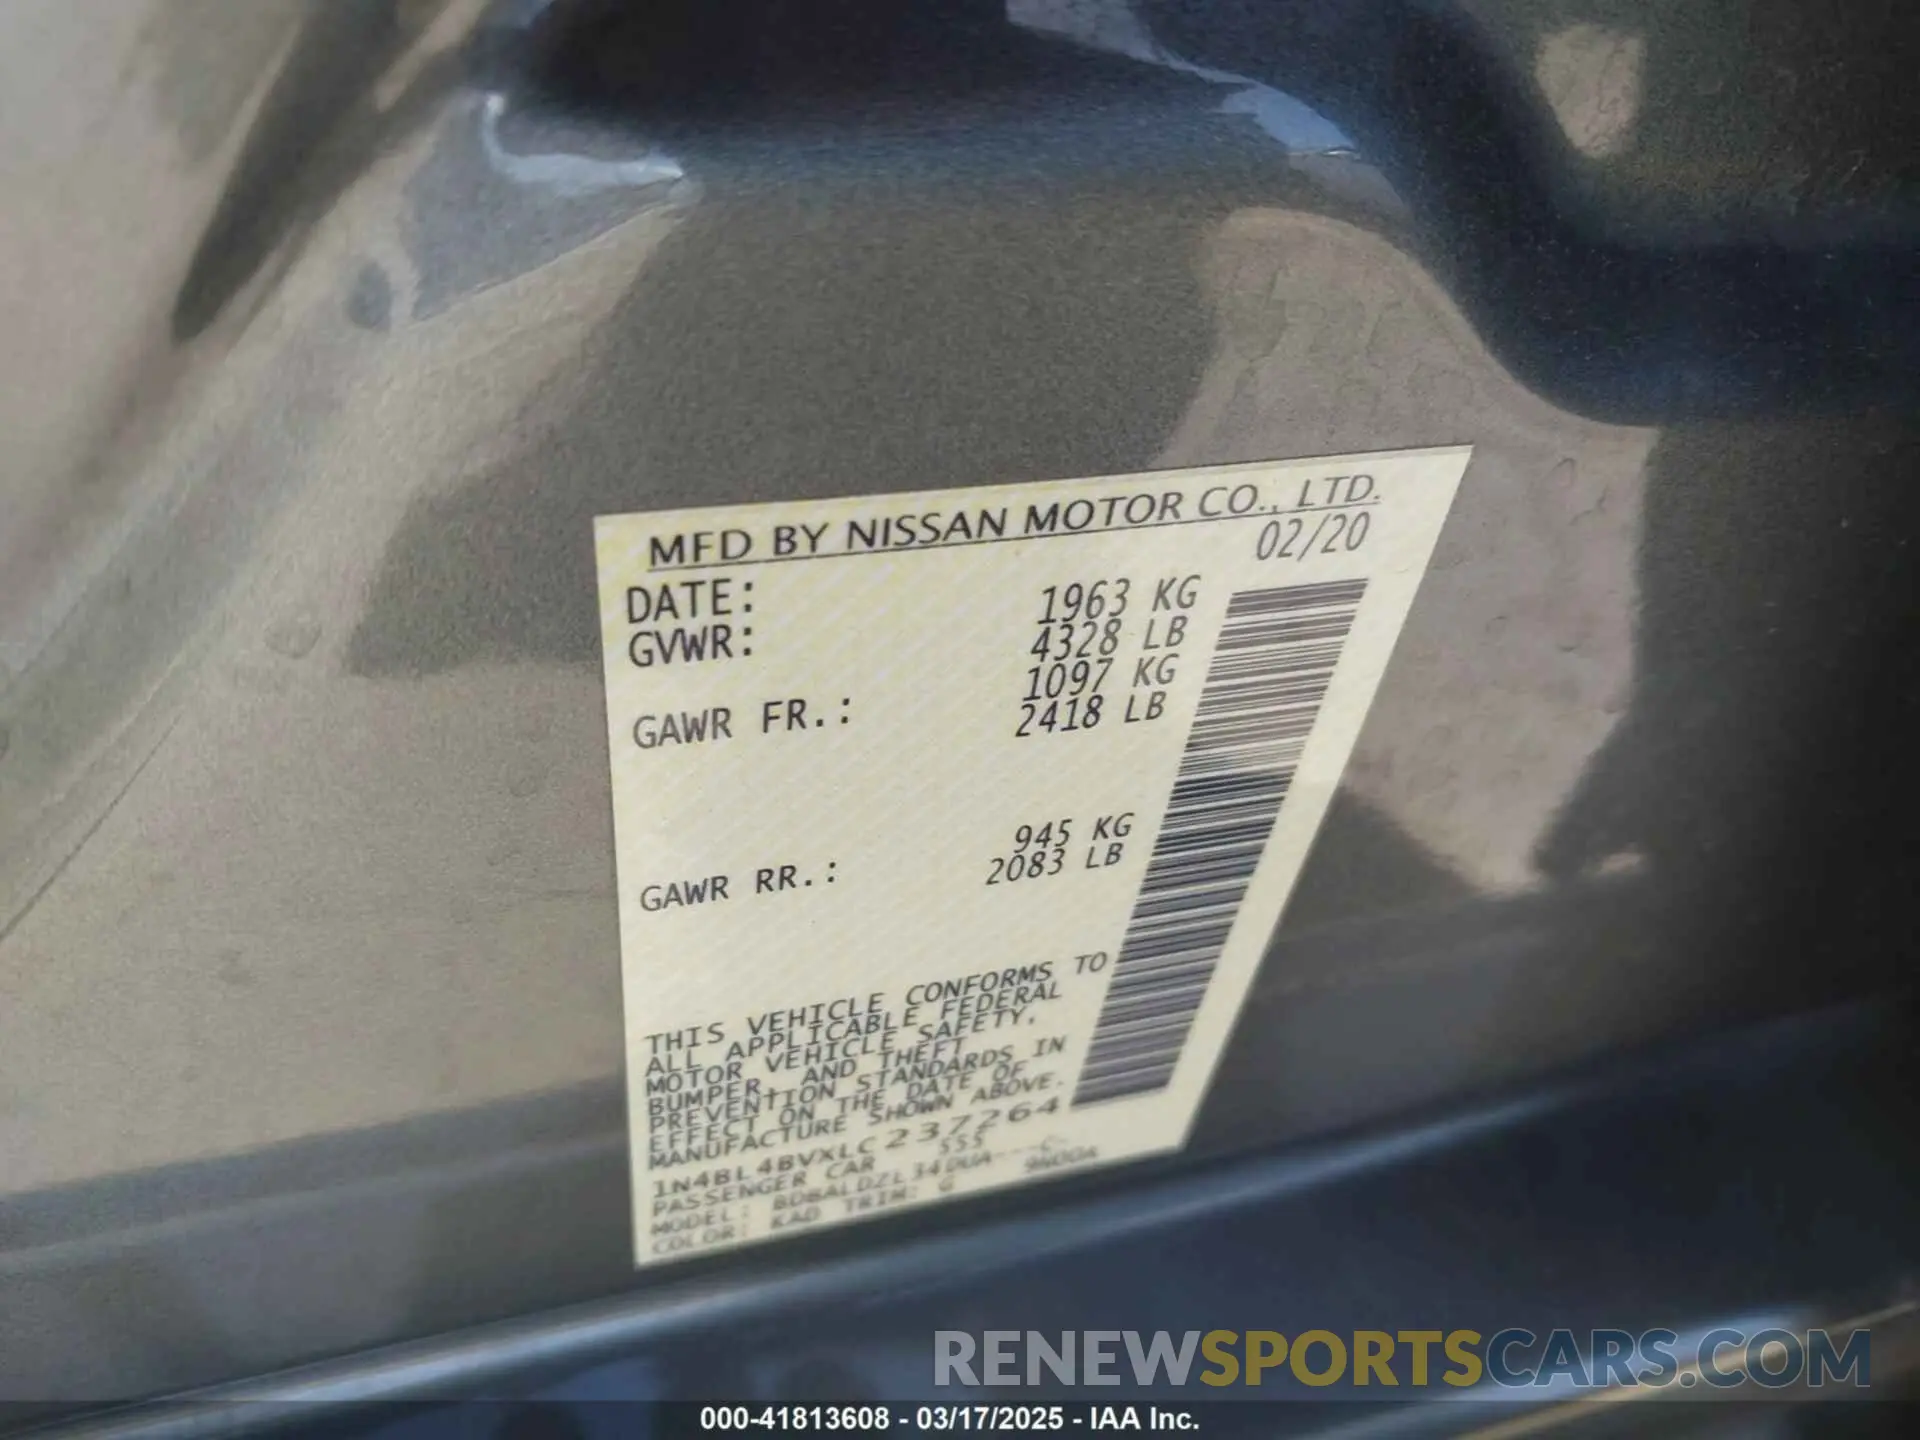 MFD BY NISSAN MOTOR CO., LTD.
DATE: 02/20
GVWR: 1963 KG
4328 LB
GAWR FR.: 1097 KG
2418 LB
GAWR RR.: 945 KG
2083 LB
THIS VEHICLE CONFORMS TO
ALL APPLICABLE FEDERAL
MOTOR VEHICLE SAFETY,
BUMPER, AND THEFT
PREVENTION STANDARDS IN
EFFECT ON THE DATE OF
MANUFACTURE SHOWN ABOVE.
1N4BL4BVXLC237264
PASSENGER CAR SSS
MODEL:
COLOR: KAD TRIM: G
RENEWSPORTSCARS.COM
000-41813608 - 03/17/2025 - IAA Inc.